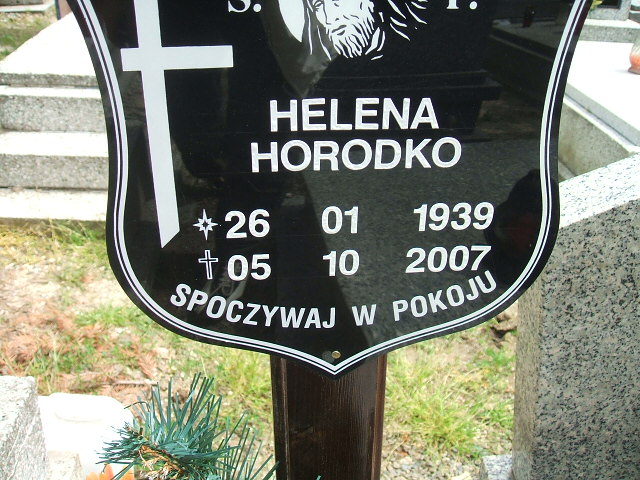 Ś. P.
HELENA
HORODKO
26 01 1939
05 10 2007
SPOCZYWAJ W POKOJU